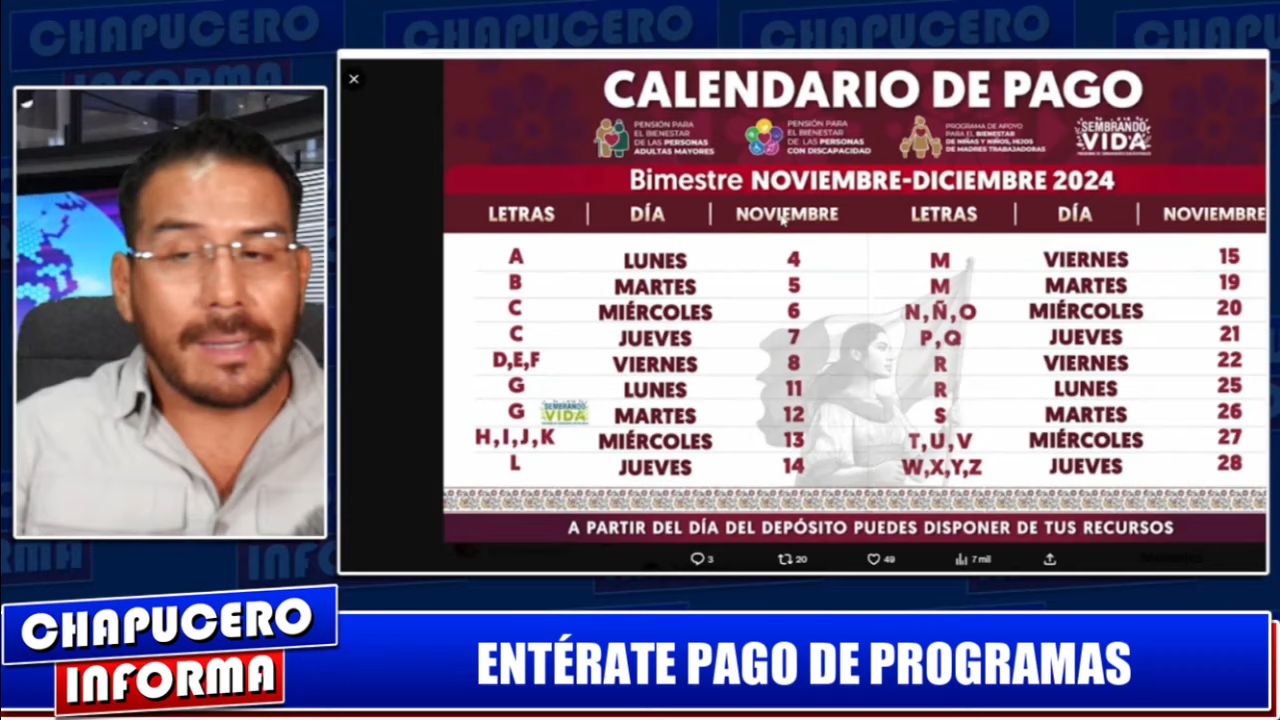 CHAPUCERO
CHAPUCERO
INFORMA
CALENDARIO DE PAGO
PENSIÓN PARA
EL BIENESTAR
DE LAS PERSONAS
ADULTAS MAYORES
PENSIÓN PARA
EL BIENESTAR
DE LAS PERSONAS
CON DISCAPACIDAD
PROGRAMA DE APOYO
PARA EL BIENESTAR
DE NIÑAS Y NIÑOS, HIJOS
DE MADRES TRABAJADORAS
SEMBRANDO
VIDA
Bimestre NOVIEMBRE-DICIEMBRE 2024
LETRAS | DÍA | NOVIEMBRE LETRAS | DÍA | NOVIEMBRE
A LUNES 4 M VIERNES 15
B MARTES 5 M MARTES 19
C MIÉRCOLES 6 N,Ñ,O MIÉRCOLES 20
C JUEVES 7 P,Q JUEVES 21
D,E,F VIERNES 8 R VIERNES 22
G LUNES 11 R LUNES 25
G SEMBRANDO VIDA MARTES 12 S MARTES 26
H,I,J,K MIÉRCOLES 13 T,U,V MIÉRCOLES 27
L JUEVES 14 W,X,Y,Z JUEVES 28
A PARTIR DEL DÍA DEL DEPÓSITO PUEDES DISPONER DE TUS RECURSOS
3 20 49 7 mil
CHAPUCERO
INFORMA
ENTÉRATE PAGO DE PROGRAMAS